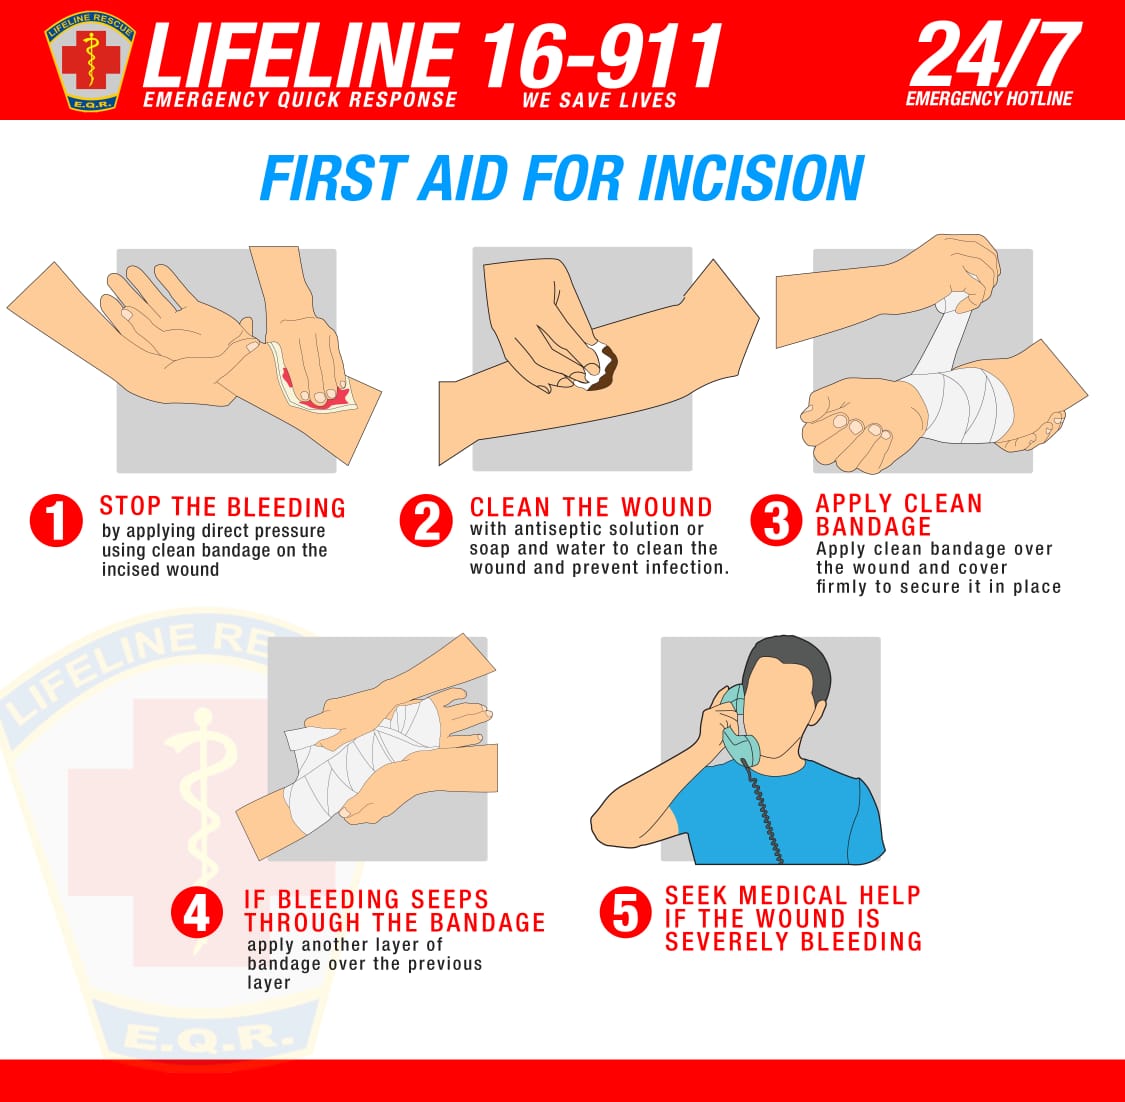 LIFELINE RESCUE
E.Q.R.
LIFELINE 16-911
EMERGENCY QUICK RESPONSE
WE SAVE LIVES
24/7
EMERGENCY HOTLINE
FIRST AID FOR INCISION
1
STOP THE BLEEDING
by applying direct pressure
using clean bandage on the
incised wound
2
CLEAN THE WOUND
with antiseptic solution or
soap and water to clean the
wound and prevent infection.
3
APPLY CLEAN
BANDAGE
Apply clean bandage over
the wound and cover
firmly to secure it in place
4
IF BLEEDING SEEPS
THROUGH THE BANDAGE
apply another layer of
bandage over the previous
layer
5
SEEK MEDICAL HELP
IF THE WOUND IS
SEVERELY BLEEDING
LIFELINE RE
E.Q.R.